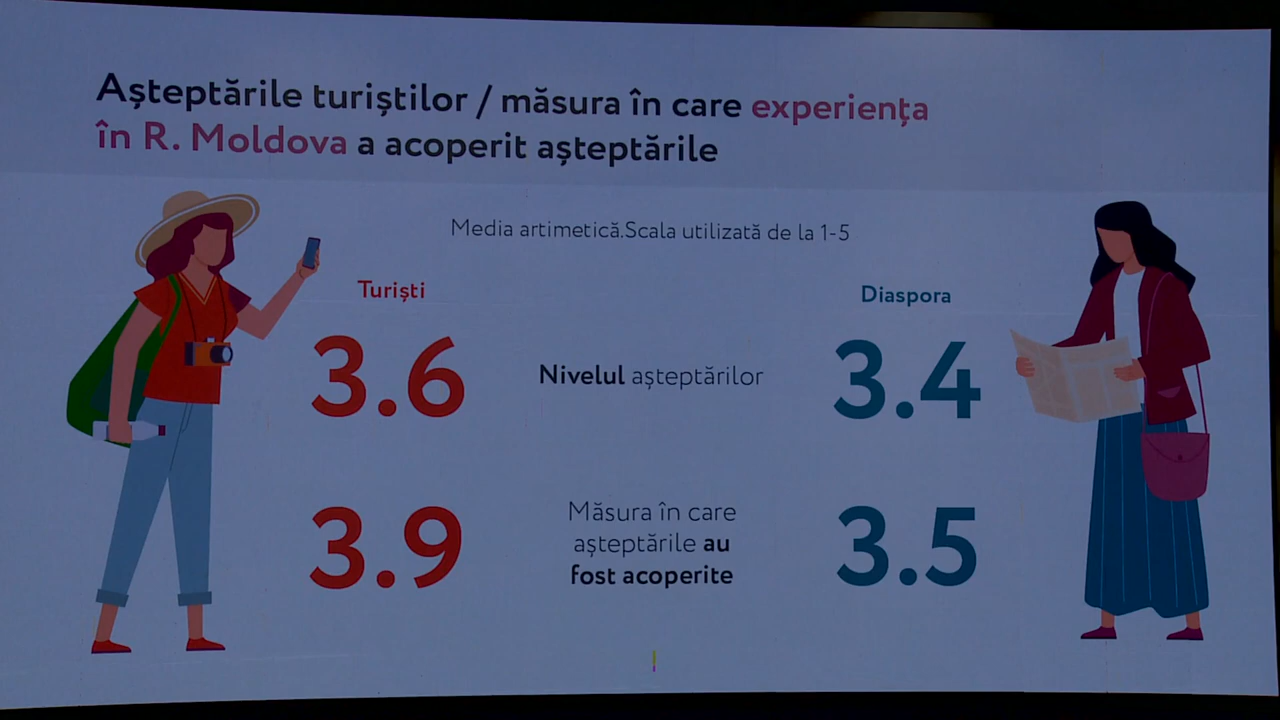 Așteptările turiștilor / măsura în care experiența
în R. Moldova a acoperit așteptările
Media artimetică.Scala utilizată de la 1-5
Turiști
Diaspora
3.6
Nivelul așteptărilor
3.4
3.9
Măsura în care
așteptările au
fost acoperite
3.5